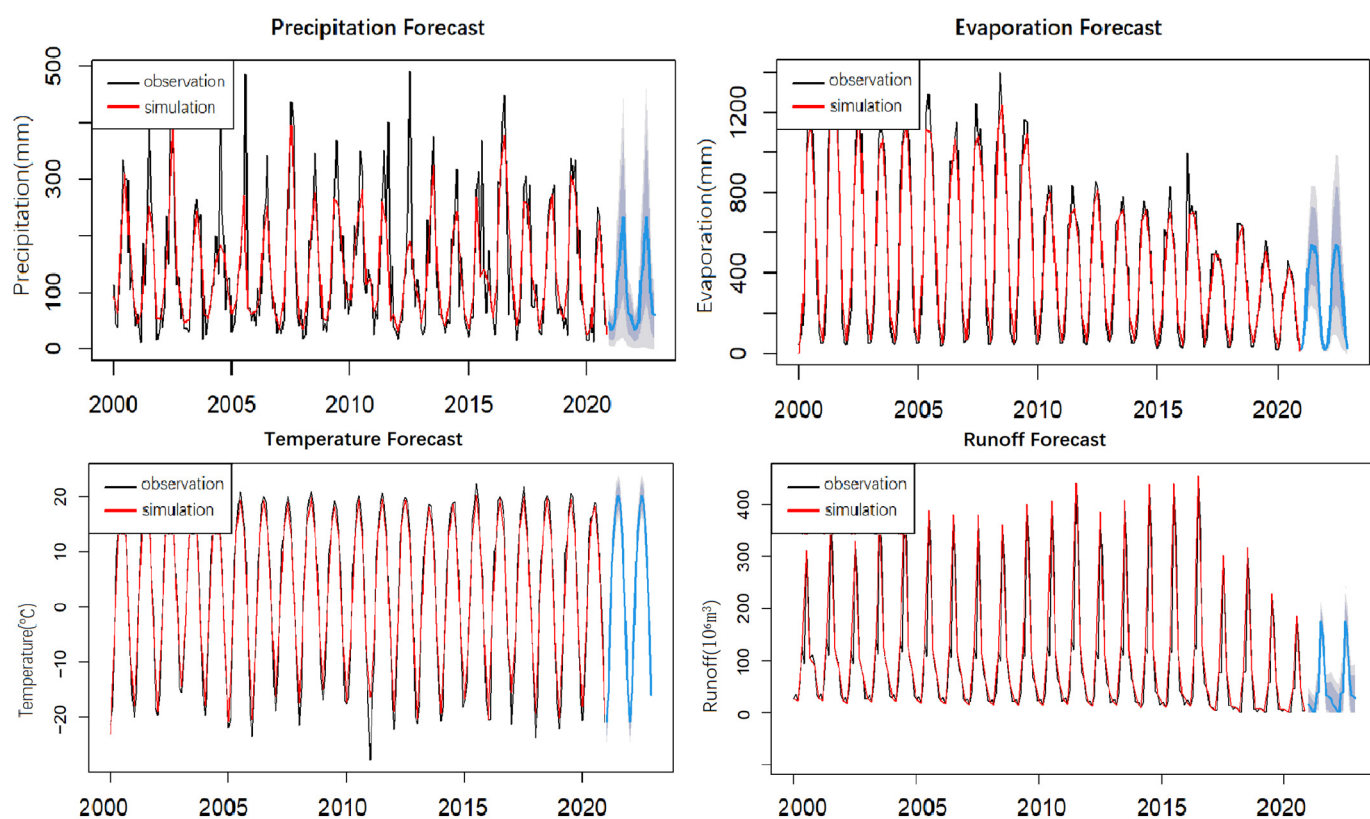 Precipitation Forecast
Precipitation(mm)
500
300
100
0
observation
simulation
2000 2005 2010 2015 2020
Evaporation Forecast
Evaporation(mm)
1200
800
400
0
observation
simulation
2000 2005 2010 2015 2020
Temperature Forecast
Temperature(°C)
20
10
0
-10
-20
observation
simulation
2000 2005 2010 2015 2020
Runoff Forecast
Runoff(10⁶m³)
400
300
200
100
0
observation
simulation
2000 2005 2010 2015 2020